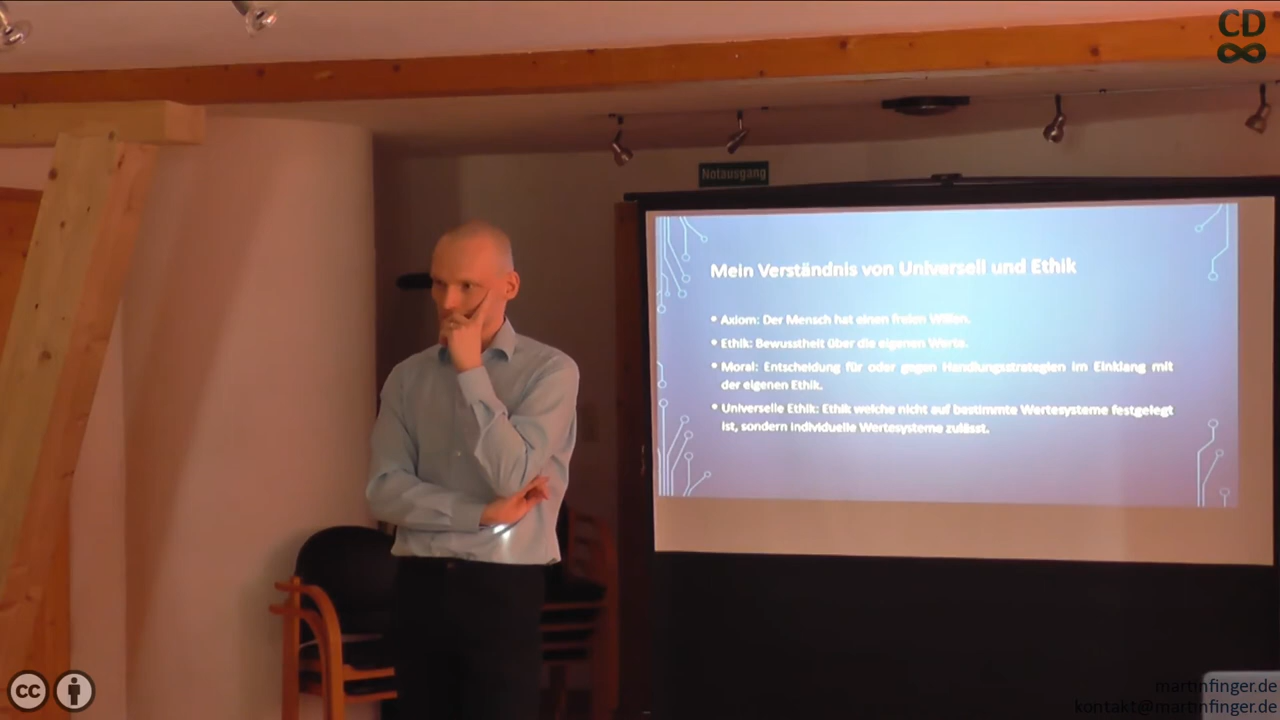 CD
Notausgang
Mein Verständnis von Universell und Ethik
• Axiom: Der Mensch hat einen freien Willen.
• Ethik: Bewusstheit über die eigenen Werte.
• Moral: Entscheidung für oder gegen Handlungsstrategien im Einklang mit
der eigenen Ethik.
• Universelle Ethik: Ethik welche nicht auf bestimmte Wertesysteme festgelegt
ist, sondern individuelle Wertesysteme zulässt.
cc
martinfinger.de
kontakt@martinfinger.de